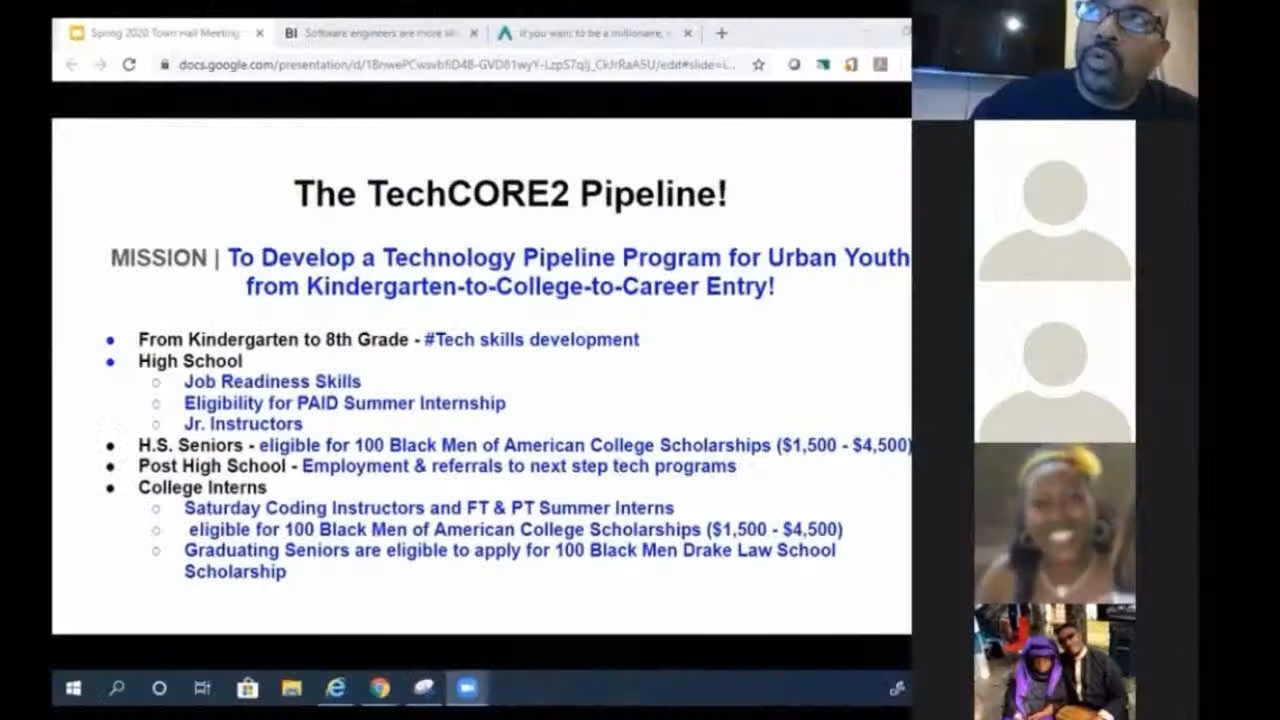 Spring 2020 Town Hall Meeting
BI Software engineers are more
if you want to be a millionaire,
The TechCORE2 Pipeline!
MISSION | To Develop a Technology Pipeline Program for Urban Youth
from Kindergarten-to-College-to-Career Entry!
From Kindergarten to 8th Grade - #Tech skills development
High School
Job Readiness Skills
Eligibility for PAID Summer Internship
Jr. Instructors
H.S. Seniors - eligible for 100 Black Men of American College Scholarships ($1,500 - $4,500)
Post High School - Employment & referrals to next step tech programs
College Interns
Saturday Coding Instructors and FT & PT Summer Interns
eligible for 100 Black Men of American College Scholarships ($1,500 - $4,500)
Graduating Seniors are eligible to apply for 100 Black Men Drake Law School
Scholarship